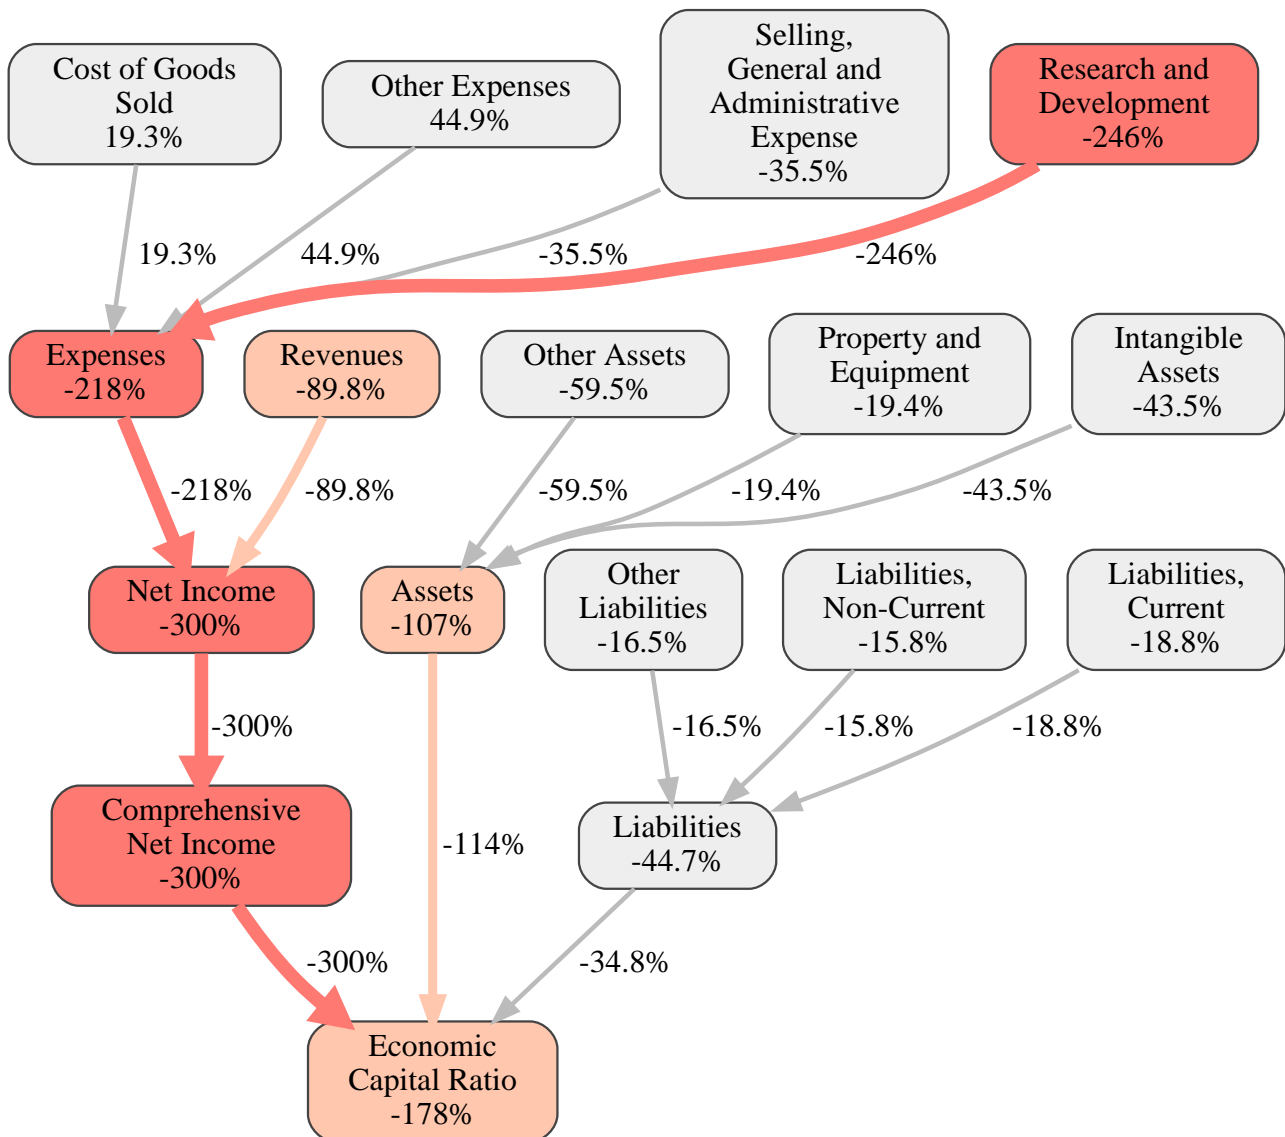 Cost of Goods
Sold
19.3%
Other Expenses
44.9%
Selling,
General and
Administrative
Expense
-35.5%
Research and
Development
-246%
19.3%
44.9%
-35.5%
-246%
Expenses
-218%
Revenues
-89.8%
Other Assets
-59.5%
Property and
Equipment
-19.4%
Intangible
Assets
-43.5%
-218%
-89.8%
-59.5%
-19.4%
-43.5%
Net Income
-300%
Assets
-107%
Other
Liabilities
-16.5%
Liabilities,
Non-Current
-15.8%
Liabilities,
Current
-18.8%
-300%
-16.5%
-15.8%
-18.8%
Comprehensive
Net Income
-300%
-114%
Liabilities
-44.7%
-300%
-34.8%
Economic
Capital Ratio
-178%